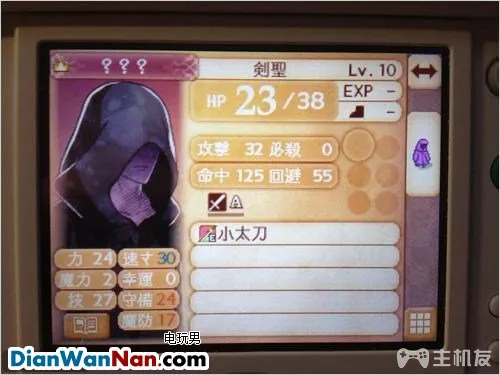 ??? 剣聖 Lv. 10
HP 23/38 EXP –
–
攻撃 32 必殺 0
命中 125 回避 55
A
E 小太刀
力 24 速さ 30
魔力 2 幸運 0
技 27 守備 24
魔防 17
电玩男
DianWanNan.com
主机友